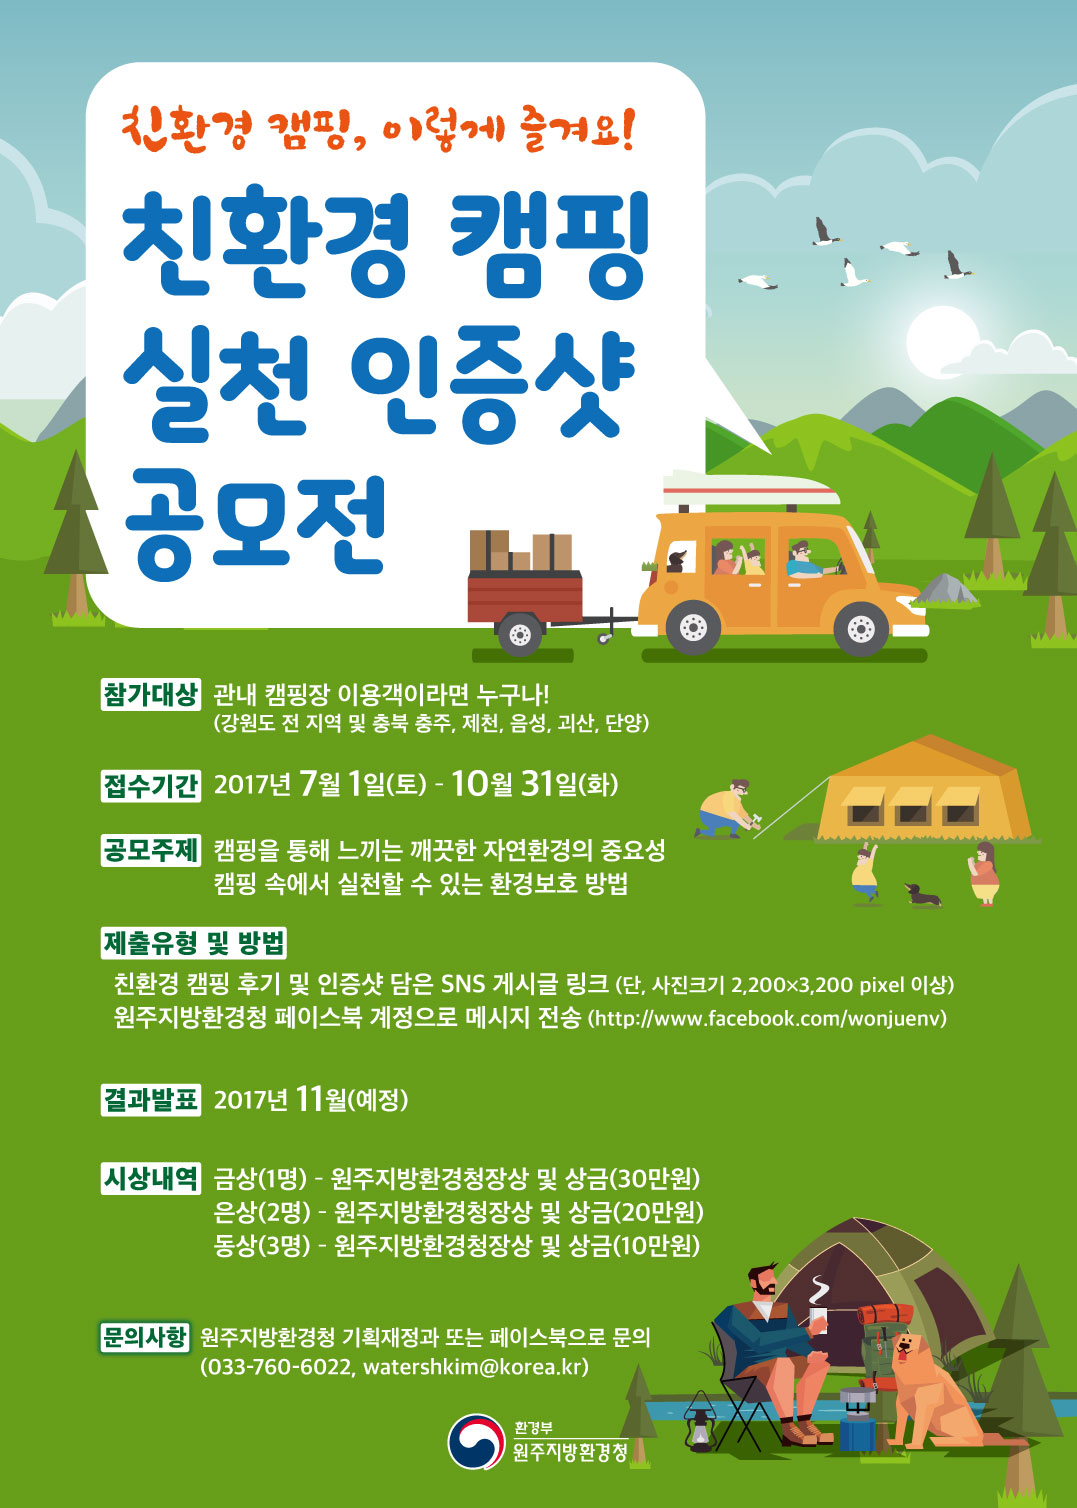 친환경 캠핑, 이렇게 즐겨요!
친환경 캠핑
실천 인증샷
공모전
참가대상 관내 캠핑장 이용객이라면 누구나!
(강원도 전 지역 및 충북 충주, 제천, 음성, 괴산, 단양)
접수기간 2017년 7월 1일(토) - 10월 31일(화)
공모주제 캠핑을 통해 느끼는 깨끗한 자연환경의 중요성
캠핑 속에서 실천할 수 있는 환경보호 방법
제출유형 및 방법
친환경 캠핑 후기 및 인증샷 담은 SNS 게시글 링크 (단, 사진크기 2,200×3,200 pixel 이상)
원주지방환경청 페이스북 계정으로 메시지 전송 (http://www.facebook.com/wonjuenv)
결과발표 2017년 11월(예정)
시상내역 금상(1명) - 원주지방환경청장상 및 상금(30만원)
은상(2명) - 원주지방환경청장상 및 상금(20만원)
동상(3명) - 원주지방환경청장상 및 상금(10만원)
문의사항 원주지방환경청 기획재정과 또는 페이스북으로 문의
(033-760-6022, watershkim@korea.kr)
환경부
원주지방환경청